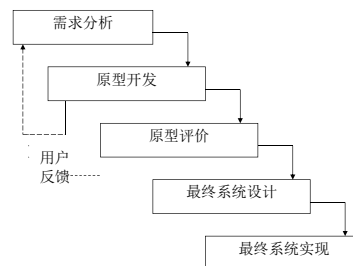 需求分析
原型开发
原型评价
用户
反馈
最终系统设计
最终系统实现